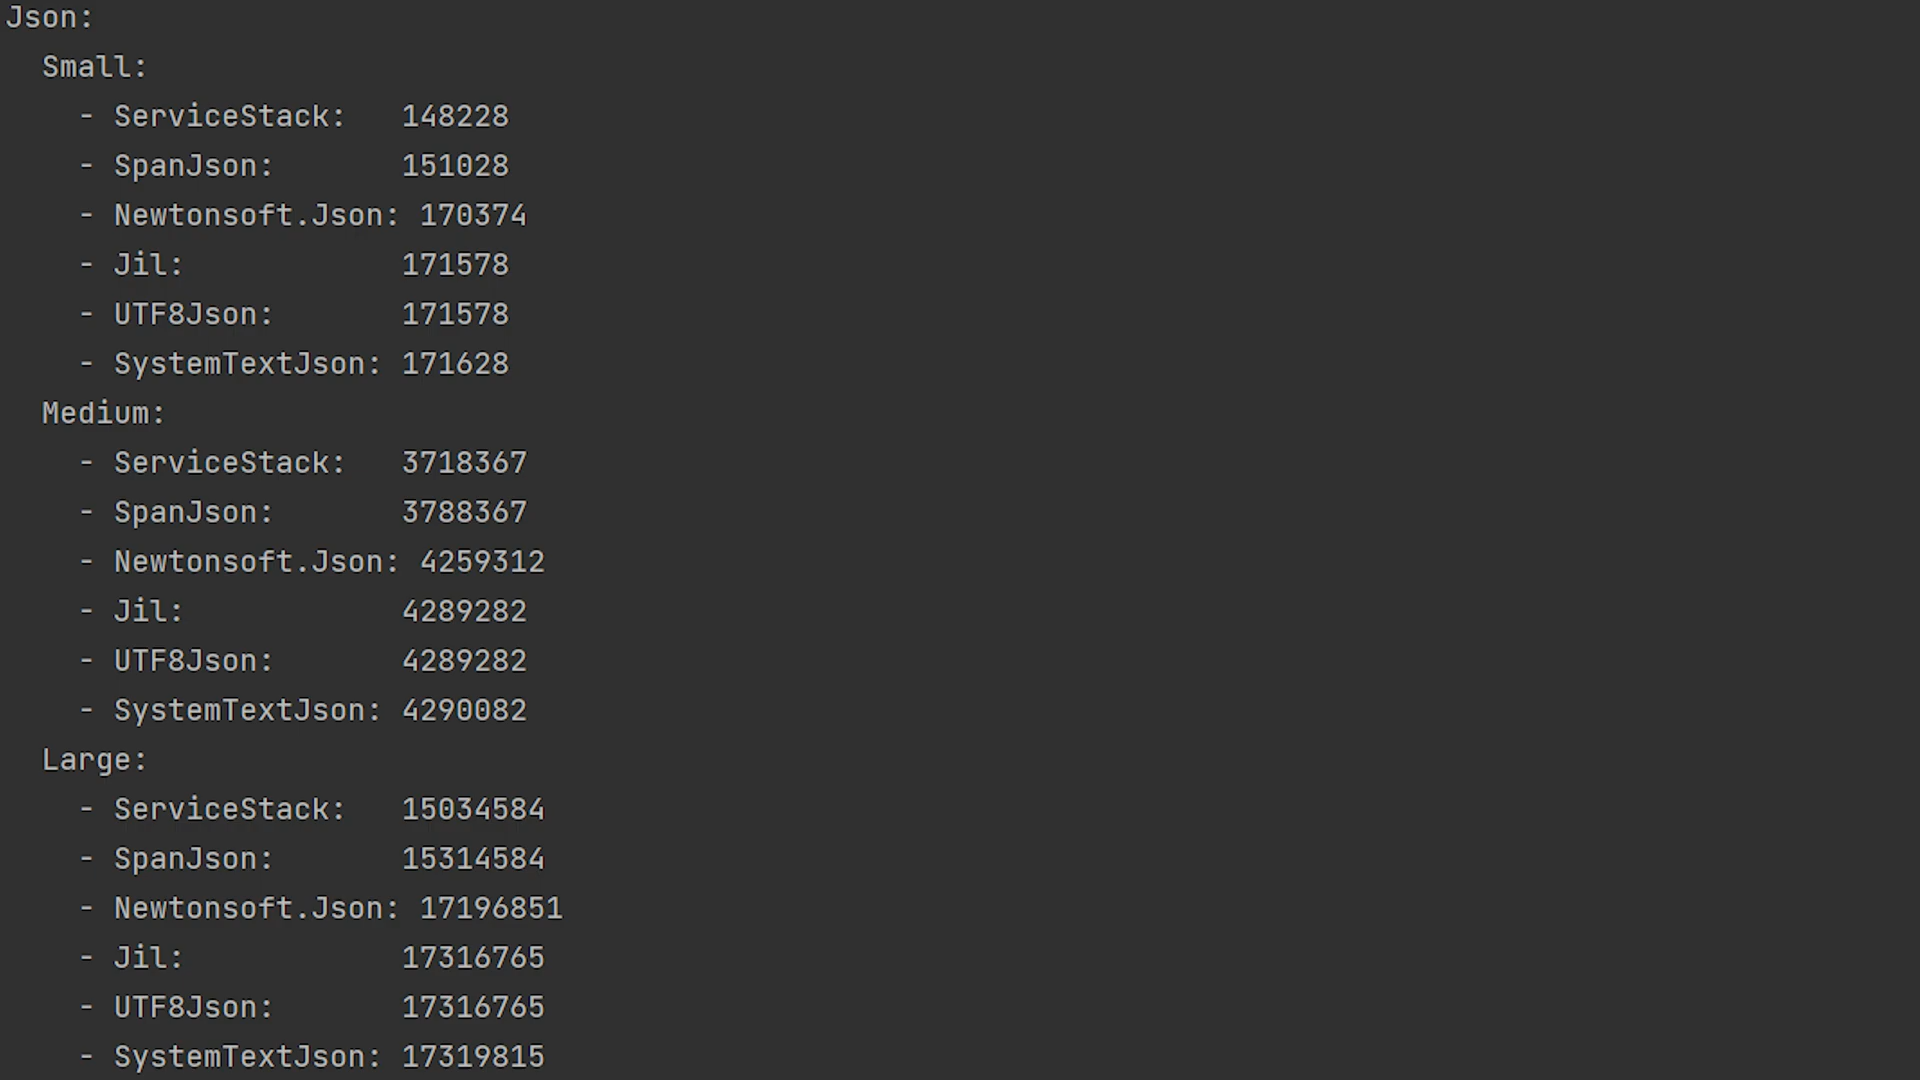 Json:
  Small:
    - ServiceStack:   148228
    - SpanJson:       151028
    - Newtonsoft.Json: 170374
    - Jil:            171578
    - UTF8Json:       171578
    - SystemTextJson: 171628
  Medium:
    - ServiceStack:   3718367
    - SpanJson:       3788367
    - Newtonsoft.Json: 4259312
    - Jil:            4289282
    - UTF8Json:       4289282
    - SystemTextJson: 4290082
  Large:
    - ServiceStack:   15034584
    - SpanJson:       15314584
    - Newtonsoft.Json: 17196851
    - Jil:            17316765
    - UTF8Json:       17316765
    - SystemTextJson: 17319815